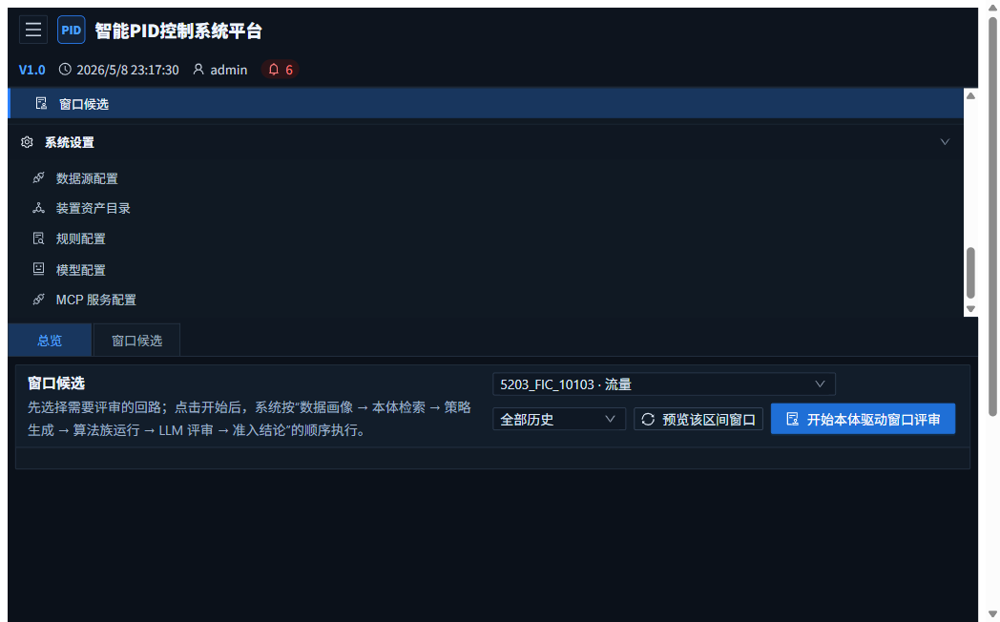 PID 智能PID控制系统平台
V1.0 2026/5/8 23:17:30 admin 6
窗口候选
系统设置
数据源配置
装置资产目录
规则配置
模型配置
MCP 服务配置
总览 窗口候选
窗口候选
先选择需要评审的回路；点击开始后，系统按“数据画像 → 本体检索 → 策略
生成 → 算法族运行 → LLM 评审 → 准入结论”的顺序执行。
5203_FIC_10103 · 流量
全部历史 预览该区间窗口 开始本体驱动窗口评审